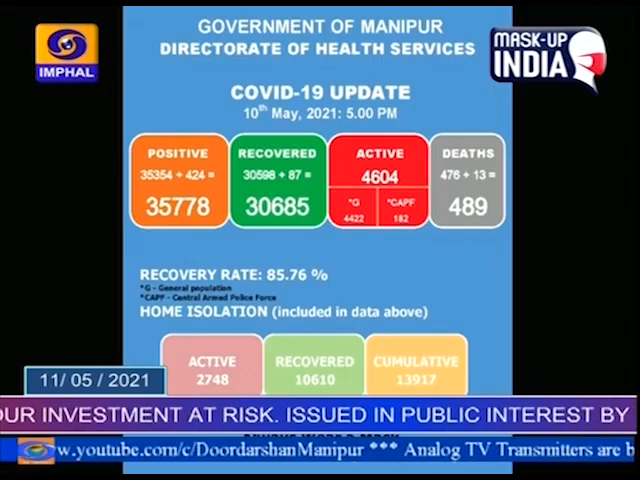 GOVERNMENT OF MANIPUR
DIRECTORATE OF HEALTH SERVICES
IMPHAL
MASK-UP
INDIA
COVID-19 UPDATE
10th May, 2021: 5.00 PM
POSITIVE
35354 + 424 =
35778
RECOVERED
30598 + 87 =
30685
ACTIVE
4604
*G
4422
*CAPF
182
DEATHS
476 + 13 =
489
RECOVERY RATE: 85.76 %
*G - General population
*CAPF - Central Armed Police Force
HOME ISOLATION (included in data above)
ACTIVE
2748
RECOVERED
10610
CUMULATIVE
13917
11/ 05 / 2021
OUR INVESTMENT AT RISK. ISSUED IN PUBLIC INTEREST BY
w.youtube.com/c/DoordarshanManipur *** Analog TV Transmitters are b